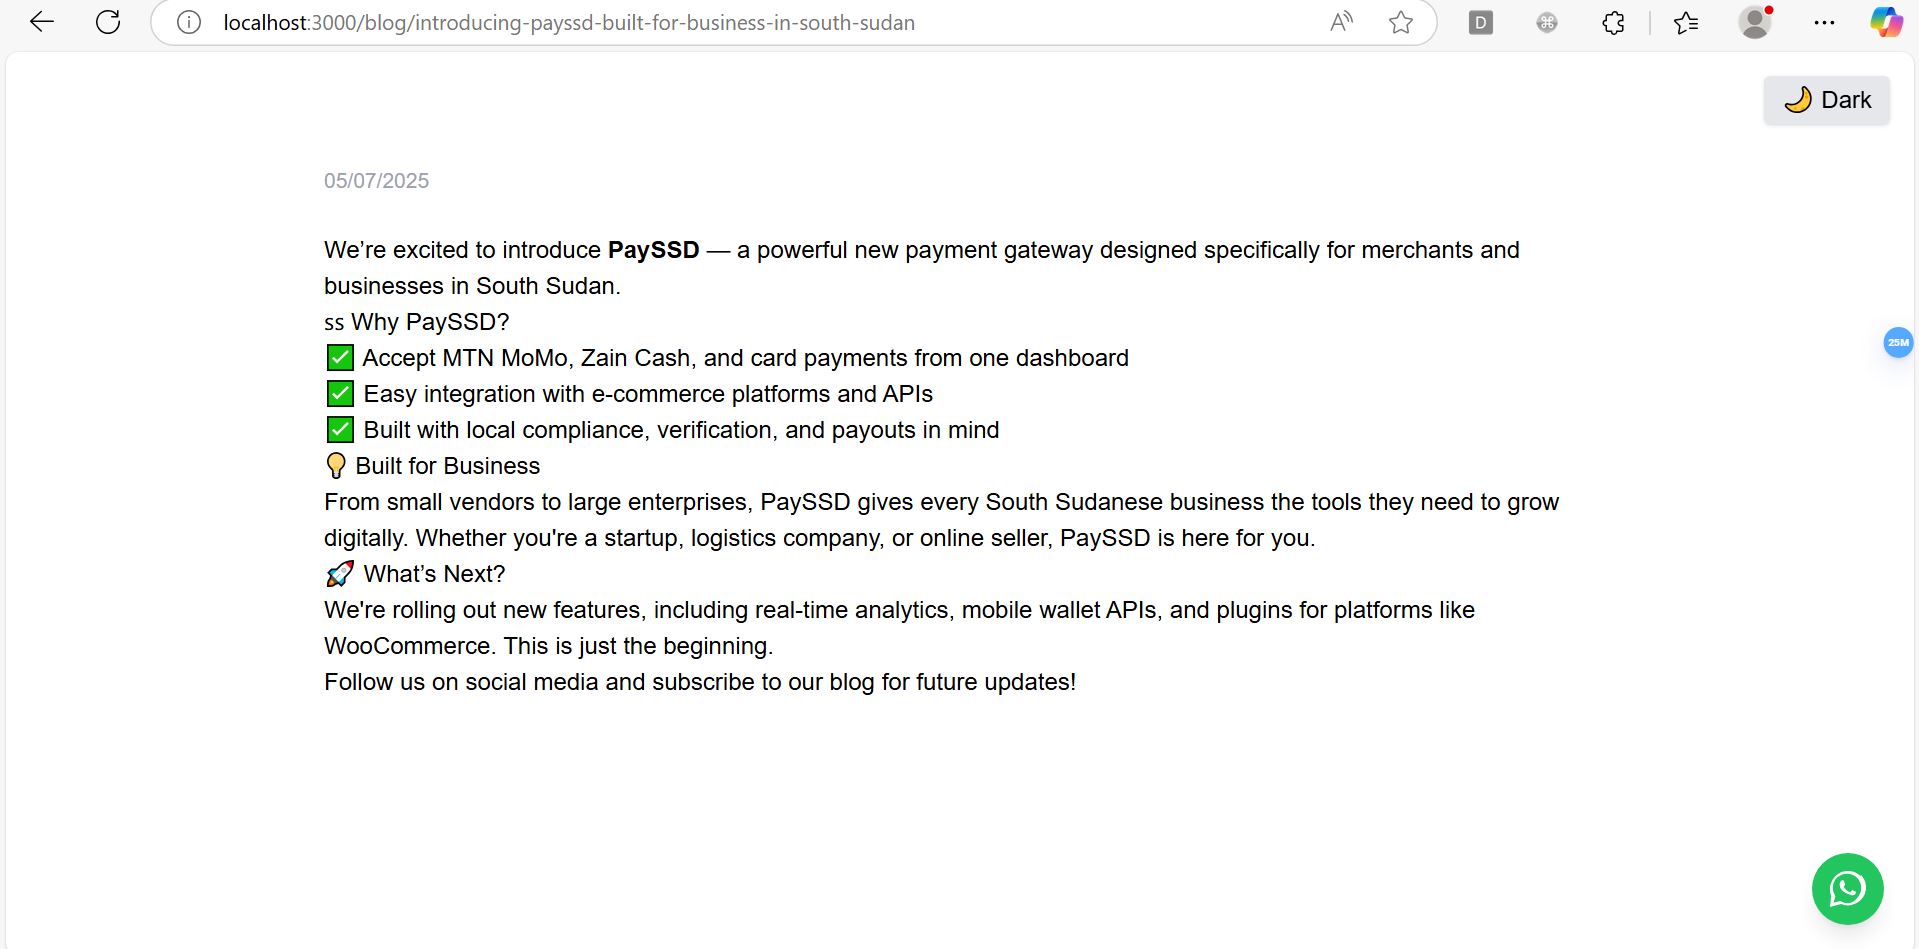 localhost:3000/blog/introducing-payssd-built-for-business-in-south-sudan
D
🌙 Dark
05/07/2025
We’re excited to introduce PaySSD — a powerful new payment gateway designed specifically for merchants and
businesses in South Sudan.
ss Why PaySSD?
✅ Accept MTN MoMo, Zain Cash, and card payments from one dashboard
✅ Easy integration with e-commerce platforms and APIs
✅ Built with local compliance, verification, and payouts in mind
💡 Built for Business
From small vendors to large enterprises, PaySSD gives every South Sudanese business the tools they need to grow
digitally. Whether you're a startup, logistics company, or online seller, PaySSD is here for you.
🚀 What’s Next?
We're rolling out new features, including real-time analytics, mobile wallet APIs, and plugins for platforms like
WooCommerce. This is just the beginning.
Follow us on social media and subscribe to our blog for future updates!
25M